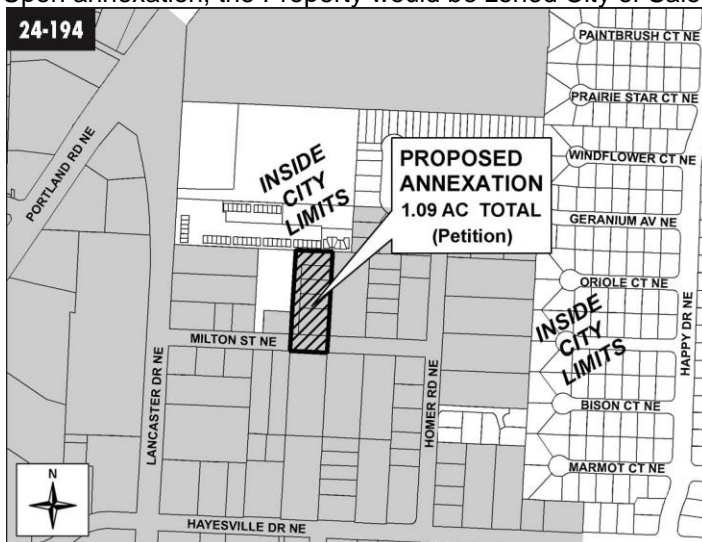 Upon annexation, the Property would be zoned City of Sale
24-194
PAINTBRUSH CT NE
PRAIRIE STAR CT NE
WINDFLOWER CT NE
GERANIUM AV NE
ORIOLE CT NE
BISON CT NE
MARMOT CT NE
HAPPY DR NE
PORTLAND RD NE
INSIDE
CITY
LIMITS
PROPOSED
ANNEXATION
1.09 AC TOTAL
(Petition)
INSIDE
CITY
LIMITS
MILTON ST NE
LANCASTER DR NE
HOMER RD NE
HAYESVILLE DR NE
N